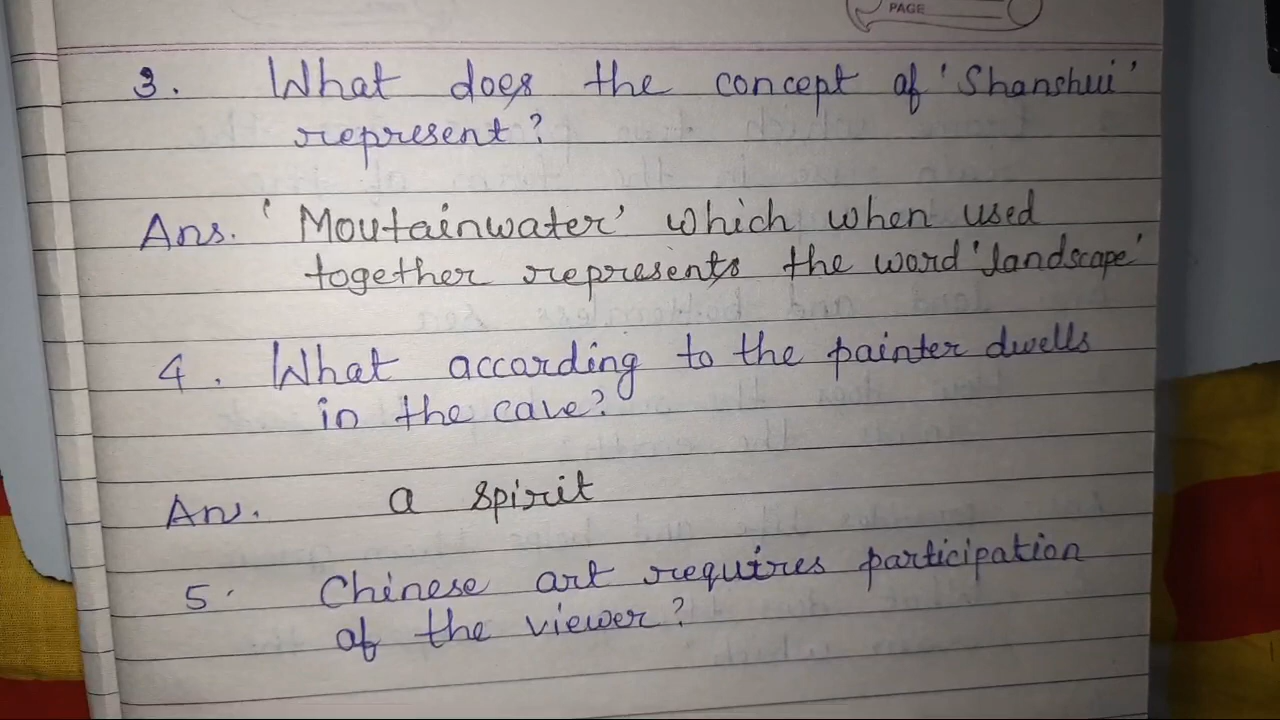 PAGE
3. What does the concept of 'Shanshui'
represent?
Ans. 'Moutainwater' which when used
together represents the word 'landscape'
4. What according to the painter dwells
in the cave?
Ans. a spirit
5. Chinese art requires participation
of the viewer?